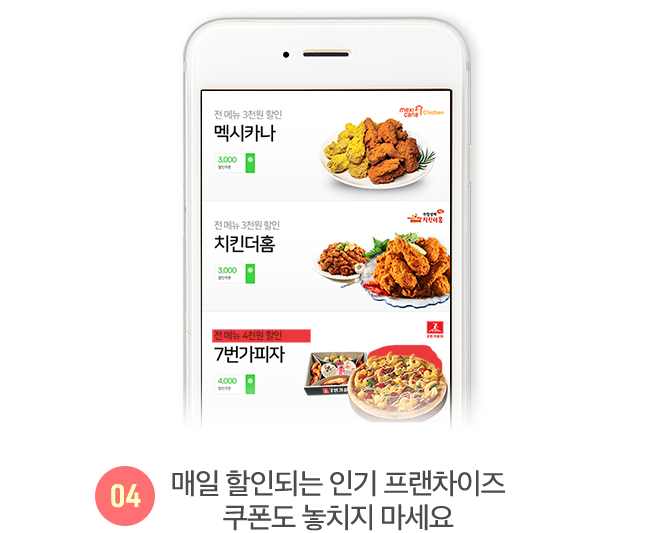 전 메뉴 3천원 할인
멕시카나
3,000
할인쿠폰
mexi
cana Chicken
전 메뉴 3천원 할인
치킨더홈
3,000
할인쿠폰
치킨더홈
전 메뉴 4천원 할인
7번가피자
4,000
할인쿠폰
7번가피자
04
매일 할인되는 인기 프랜차이즈
쿠폰도 놓치지 마세요